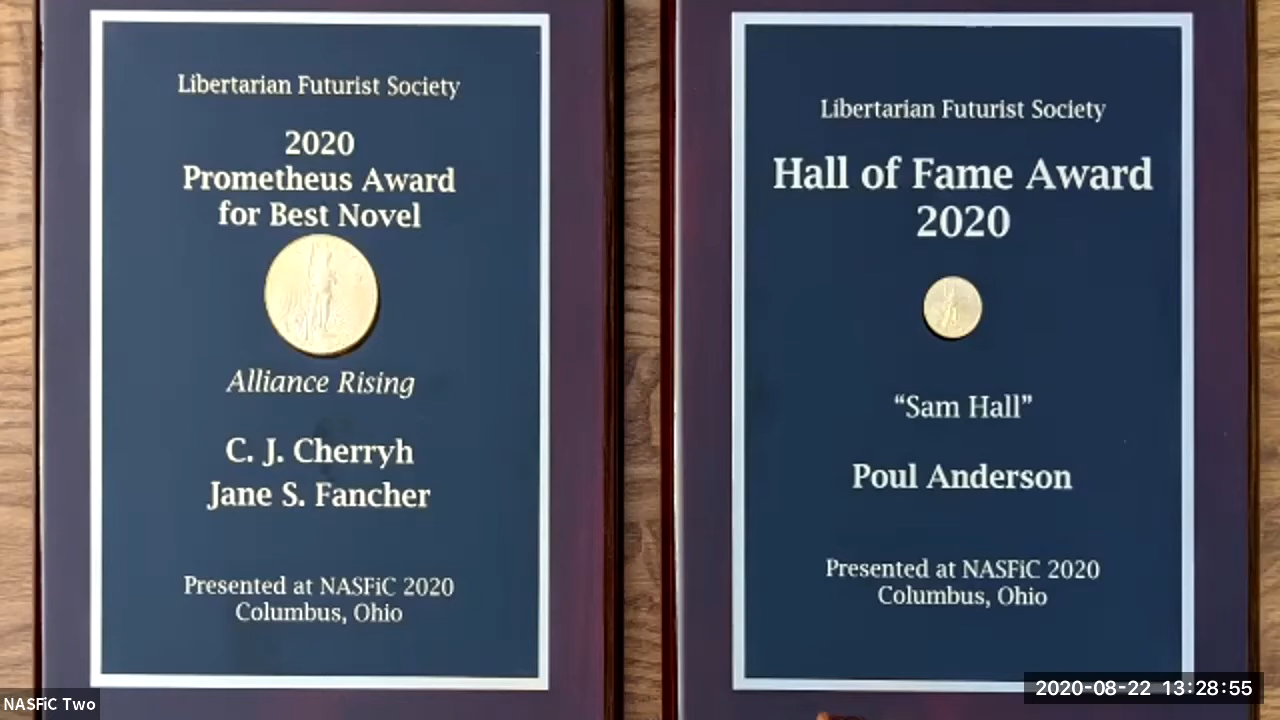 Libertarian Futurist Society
2020
Prometheus Award
for Best Novel
Alliance Rising
C. J. Cherryh
Jane S. Fancher
Presented at NASFiC 2020
Columbus, Ohio
Libertarian Futurist Society
Hall of Fame Award
2020
“Sam Hall”
Poul Anderson
Presented at NASFiC 2020
Columbus, Ohio
NASFiC Two
2020-08-22 13:28:55